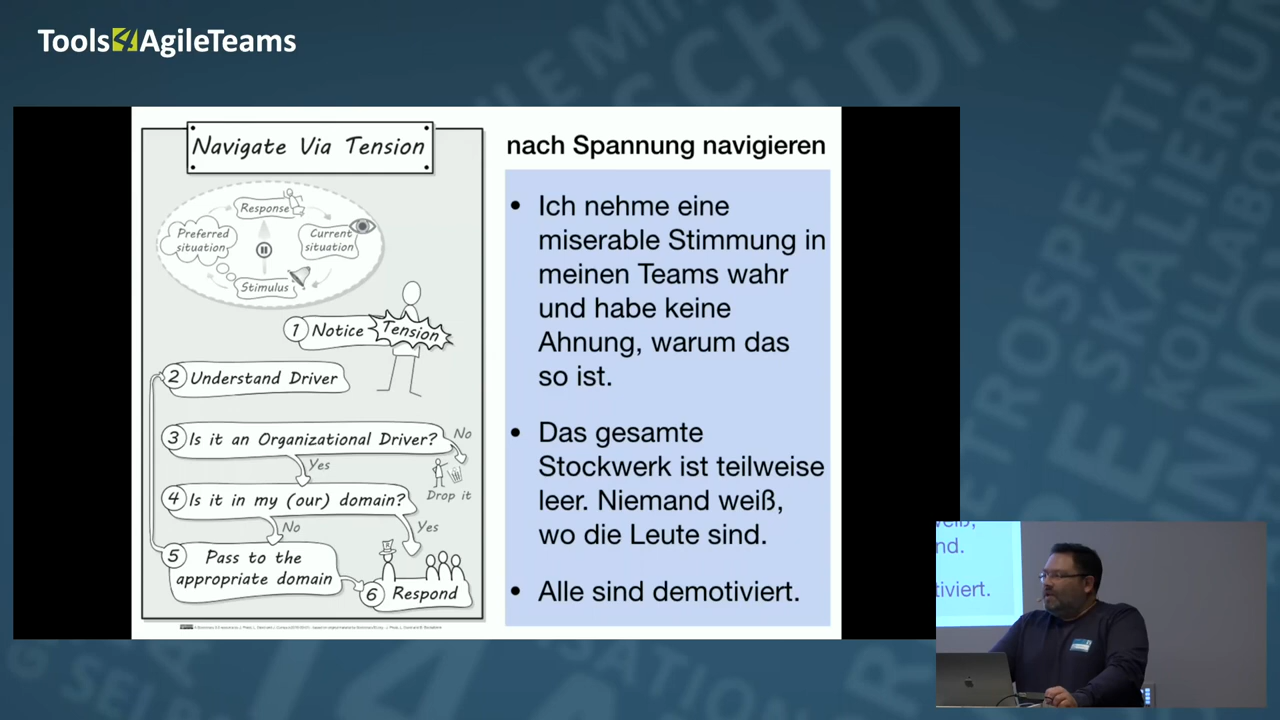 Tools4AgileTeams
Navigate Via Tension
Response
Preferred
situation
Current
situation
Stimulus
1 Notice Tension
2 Understand Driver
3 Is it an Organizational Driver?
No
Yes
Drop it
4 Is it in my (our) domain?
No
Yes
5 Pass to the
appropriate domain
6 Respond
nach Spannung navigieren
• Ich nehme eine
miserable Stimmung in
meinen Teams wahr
und habe keine
Ahnung, warum das
so ist.
• Das gesamte
Stockwerk ist teilweise
leer. Niemand weiß,
wo die Leute sind.
• Alle sind demotiviert.
nd.
tiviert.